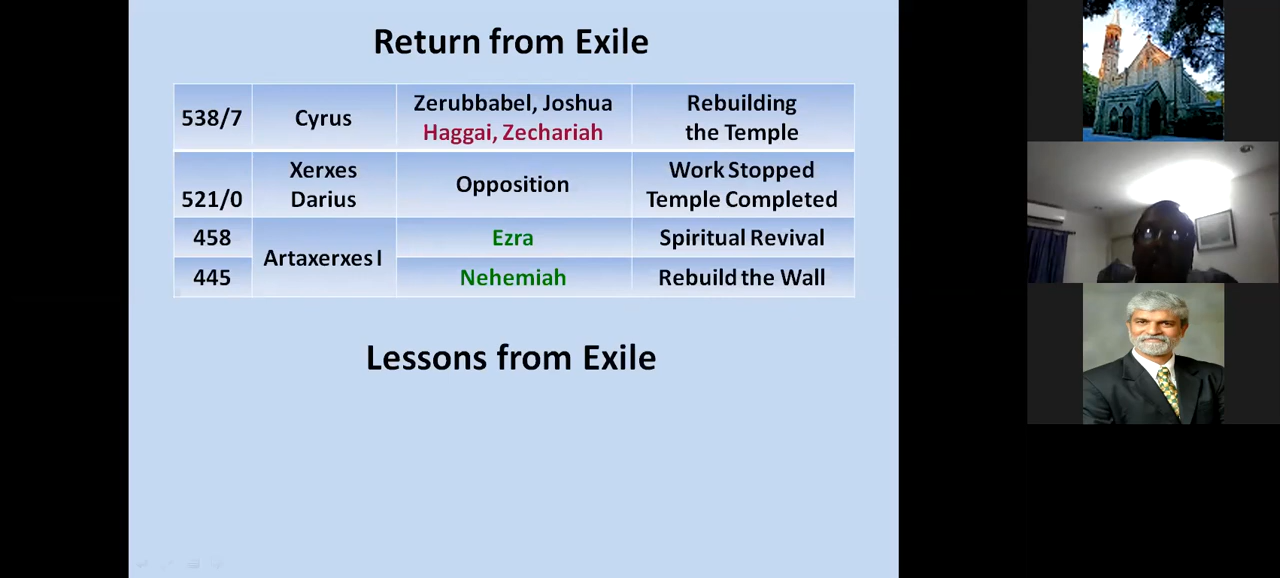 Return from Exile
538/7 Cyrus Zerubbabel, Joshua Rebuilding
Haggai, Zechariah the Temple
Xerxes Opposition Work Stopped
521/0 Darius Temple Completed
458 Ezra Spiritual Revival
Artaxerxes I
445 Nehemiah Rebuild the Wall
Lessons from Exile